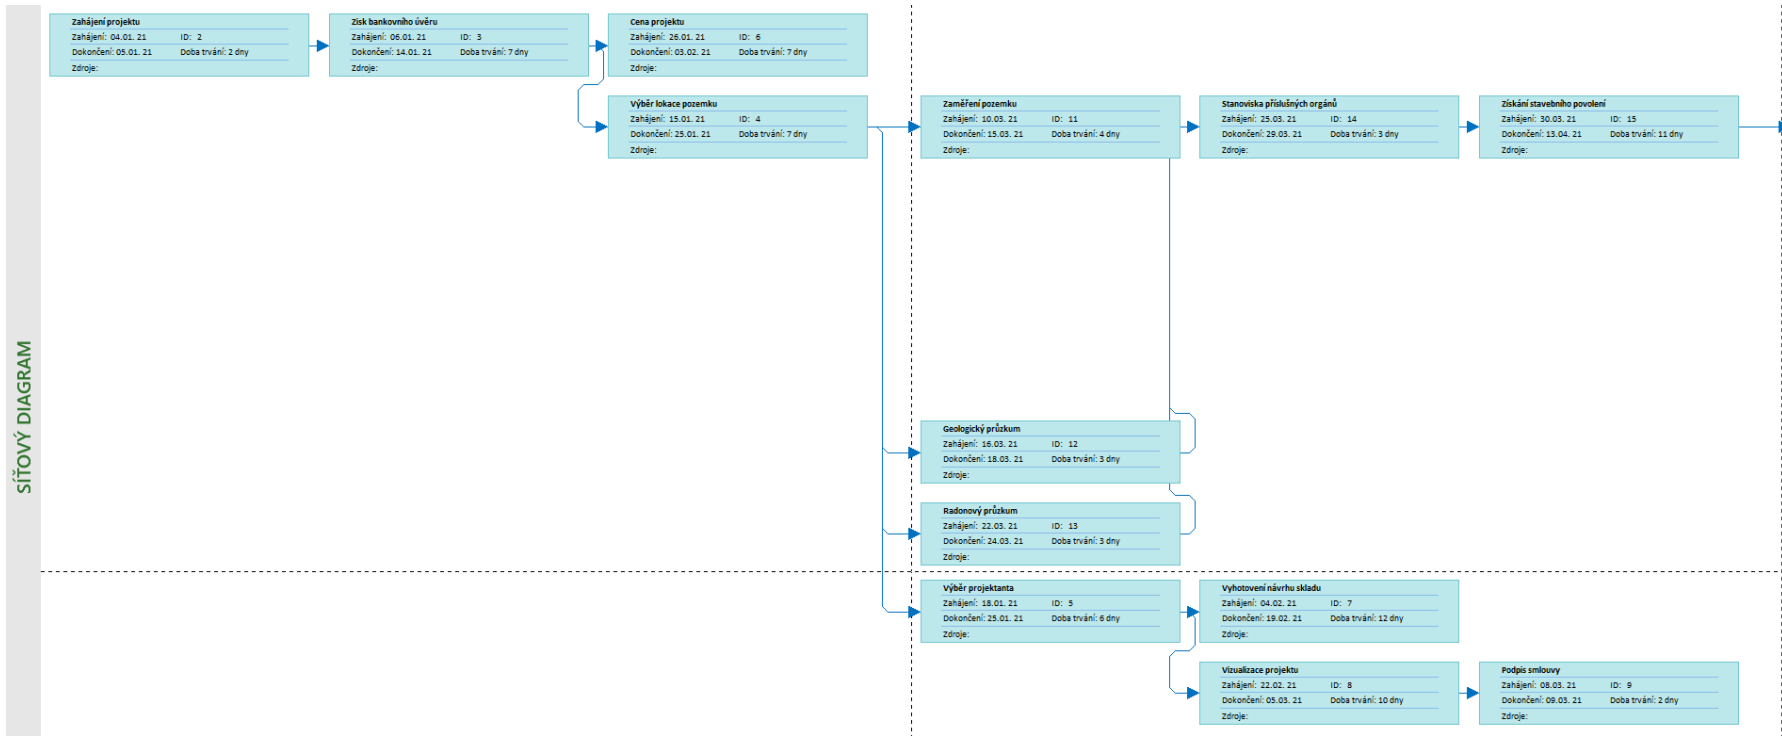 SÍŤOVÝ DIAGRAM
Zahájení projektu
Zahájení: 04.01. 21 ID: 2
Dokončení: 05.01. 21 Doba trvání: 2 dny
Zdroje:
Zisk bankovního úvěru
Zahájení: 06.01. 21 ID: 3
Dokončení: 14.01. 21 Doba trvání: 7 dny
Zdroje:
Cena projektu
Zahájení: 26.01. 21 ID: 6
Dokončení: 03.02. 21 Doba trvání: 7 dny
Zdroje:
Výběr lokace pozemku
Zahájení: 15.01. 21 ID: 4
Dokončení: 25.01. 21 Doba trvání: 7 dny
Zdroje:
Zaměření pozemku
Zahájení: 10.03. 21 ID: 11
Dokončení: 15.03. 21 Doba trvání: 4 dny
Zdroje:
Stanoviska příslušných orgánů
Zahájení: 25.03. 21 ID: 14
Dokončení: 29.03. 21 Doba trvání: 3 dny
Zdroje:
Získání stavebního povolení
Zahájení: 30.03. 21 ID: 15
Dokončení: 13.04. 21 Doba trvání: 11 dny
Zdroje:
Geologický průzkum
Zahájení: 16.03. 21 ID: 12
Dokončení: 18.03. 21 Doba trvání: 3 dny
Zdroje:
Radonový průzkum
Zahájení: 22.03. 21 ID: 13
Dokončení: 24.03. 21 Doba trvání: 3 dny
Zdroje:
Výběr projektanta
Zahájení: 18.01. 21 ID: 5
Dokončení: 25.01. 21 Doba trvání: 6 dny
Zdroje:
Vyhotovení návrhu skladu
Zahájení: 04.02. 21 ID: 7
Dokončení: 19.02. 21 Doba trvání: 12 dny
Zdroje:
Vizualizace projektu
Zahájení: 22.02. 21 ID: 8
Dokončení: 05.03. 21 Doba trvání: 10 dny
Zdroje:
Podpis smlouvy
Zahájení: 08.03. 21 ID: 9
Dokončení: 09.03. 21 Doba trvání: 2 dny
Zdroje: